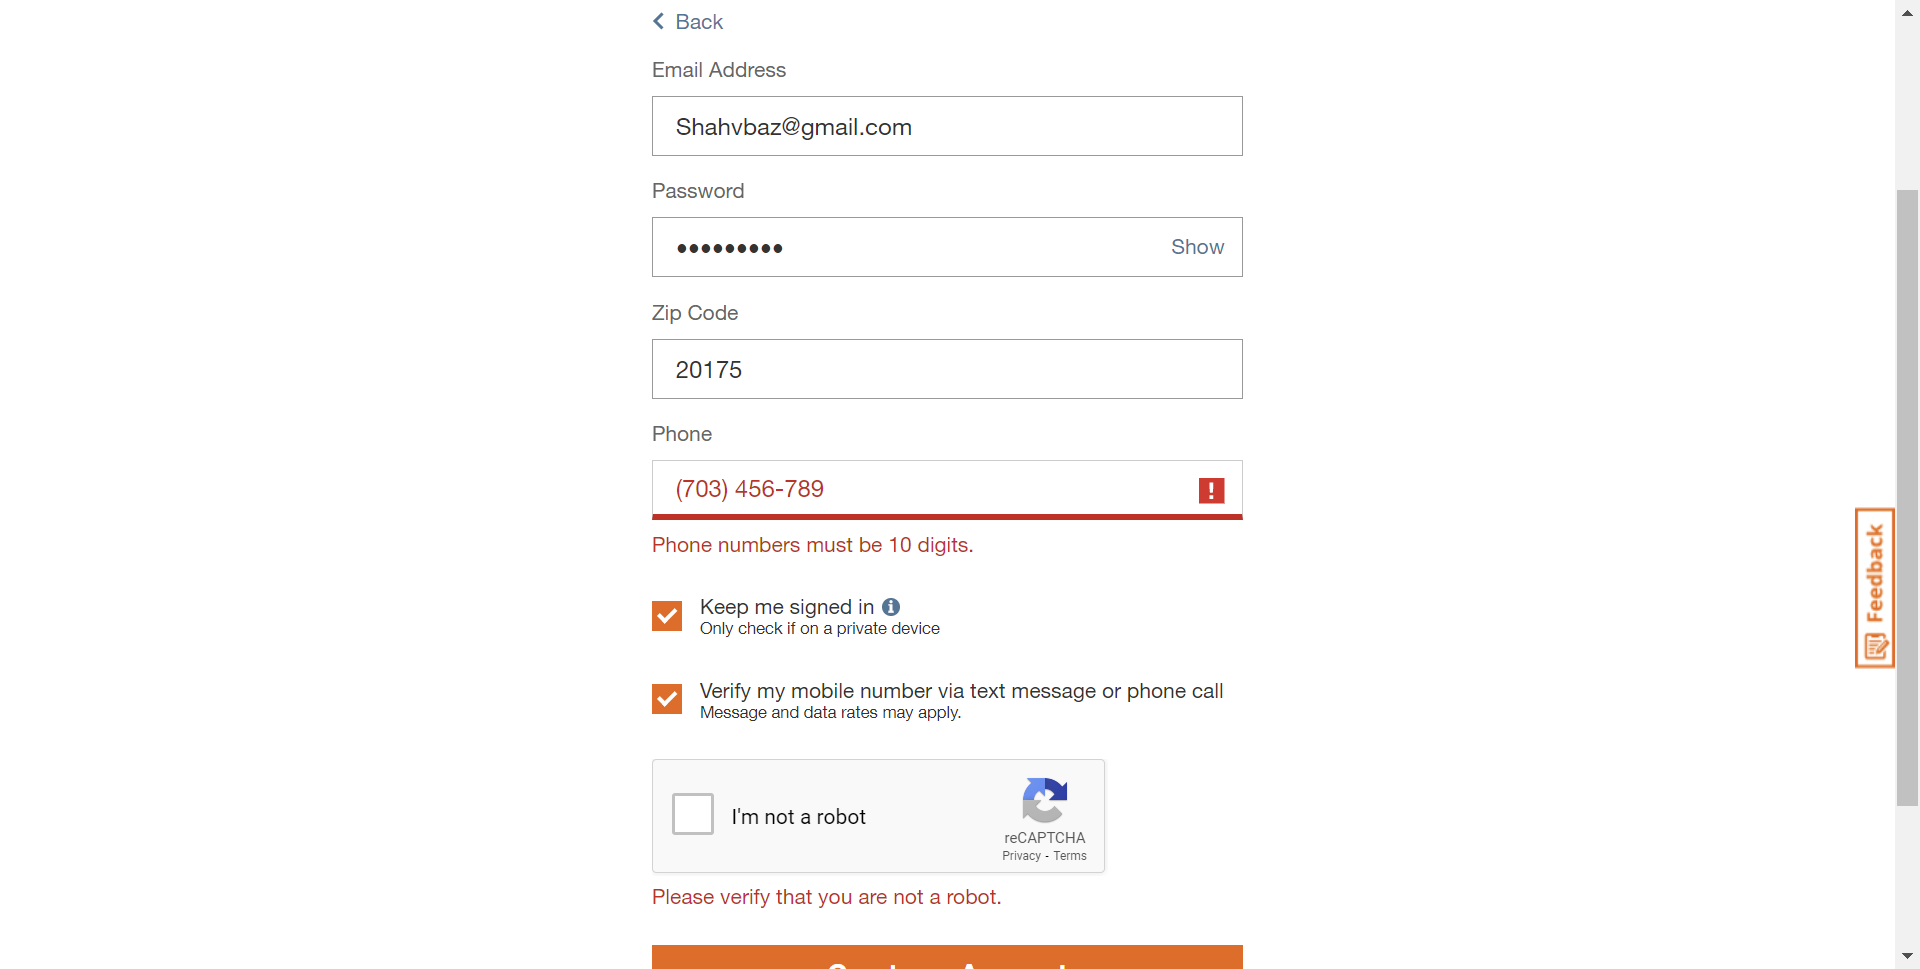 Back
Email Address
Shahvbaz@gmail.com
Password
Show
Zip Code
20175
Phone
(703) 456-789
Phone numbers must be 10 digits.
Keep me signed in
Only check if on a private device
Verify my mobile number via text message or phone call
Message and data rates may apply.
I'm not a robot
reCAPTCHA
Privacy - Terms
Please verify that you are not a robot.
Feedback